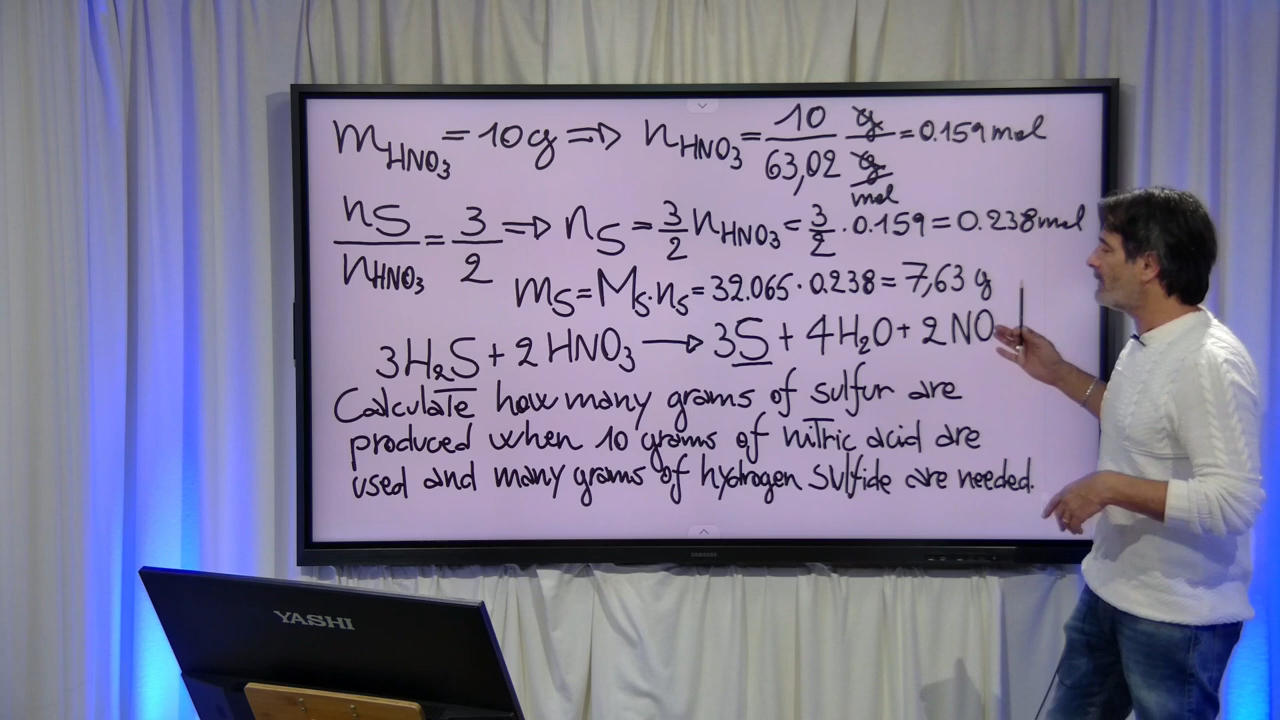 m_HNO₃ = 10g ⇒ n_HNO₃ = 10/63,02 g/(g/mol) = 0.159 mol
n_S/n_HNO₃ = 3/2 ⇒ n_S = 3/2 n_HNO₃ = 3/2 · 0.159 = 0.238 mol
m_S = M_S · n_S = 32.065 · 0.238 = 7,63 g
3H₂S + 2HNO₃ → 3S + 4H₂O + 2NO
Calculate how many grams of sulfur are
produced when 10 grams of nitric acid are
used and many grams of hydrogen sulfide are needed.
SAMSUNG
YASHI